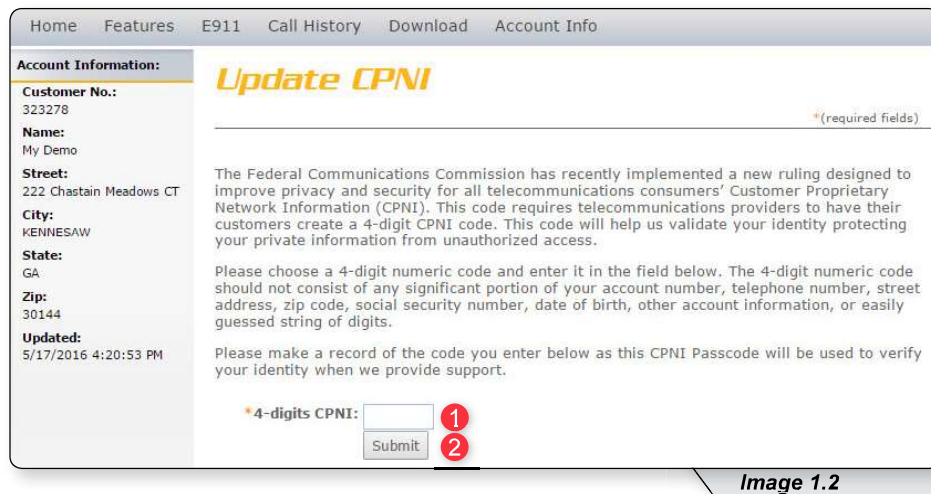 Home Features E911 Call History Download Account Info
Account Information:
Customer No.:
323278
Name:
My Demo
Street:
222 Chastain Meadows CT
City:
KENNESAW
State:
GA
Zip:
30144
Updated:
5/17/2016 4:20:53 PM
Update CPNI
*(required fields)
The Federal Communications Commission has recently implemented a new ruling designed to
improve privacy and security for all telecommunications consumers' Customer Proprietary
Network Information (CPNI). This code requires telecommunications providers to have their
customers create a 4-digit CPNI code. This code will help us validate your identity protecting
your private information from unauthorized access.
Please choose a 4-digit numeric code and enter it in the field below. The 4-digit numeric code
should not consist of any significant portion of your account number, telephone number, street
address, zip code, social security number, date of birth, other account information, or easily
guessed string of digits.
Please make a record of the code you enter below as this CPNI Passcode will be used to verify
your identity when we provide support.
*4-digits CPNI: 1
Submit 2
Image 1.2